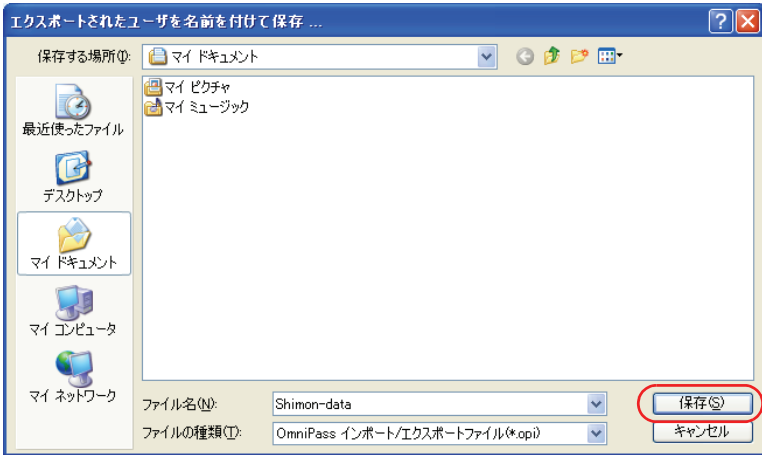 エクスポートされたユーザを名前を付けて保存 ...
保存する場所(I):
マイ ドキュメント
マイ ピクチャ
マイ ミュージック
最近使ったファイル
デスクトップ
マイ ドキュメント
マイ コンピュータ
マイ ネットワーク
ファイル名(N):
Shimon-data
保存(S)
ファイルの種類(T):
OmniPass インポート/エクスポートファイル(*.opi)
キャンセル